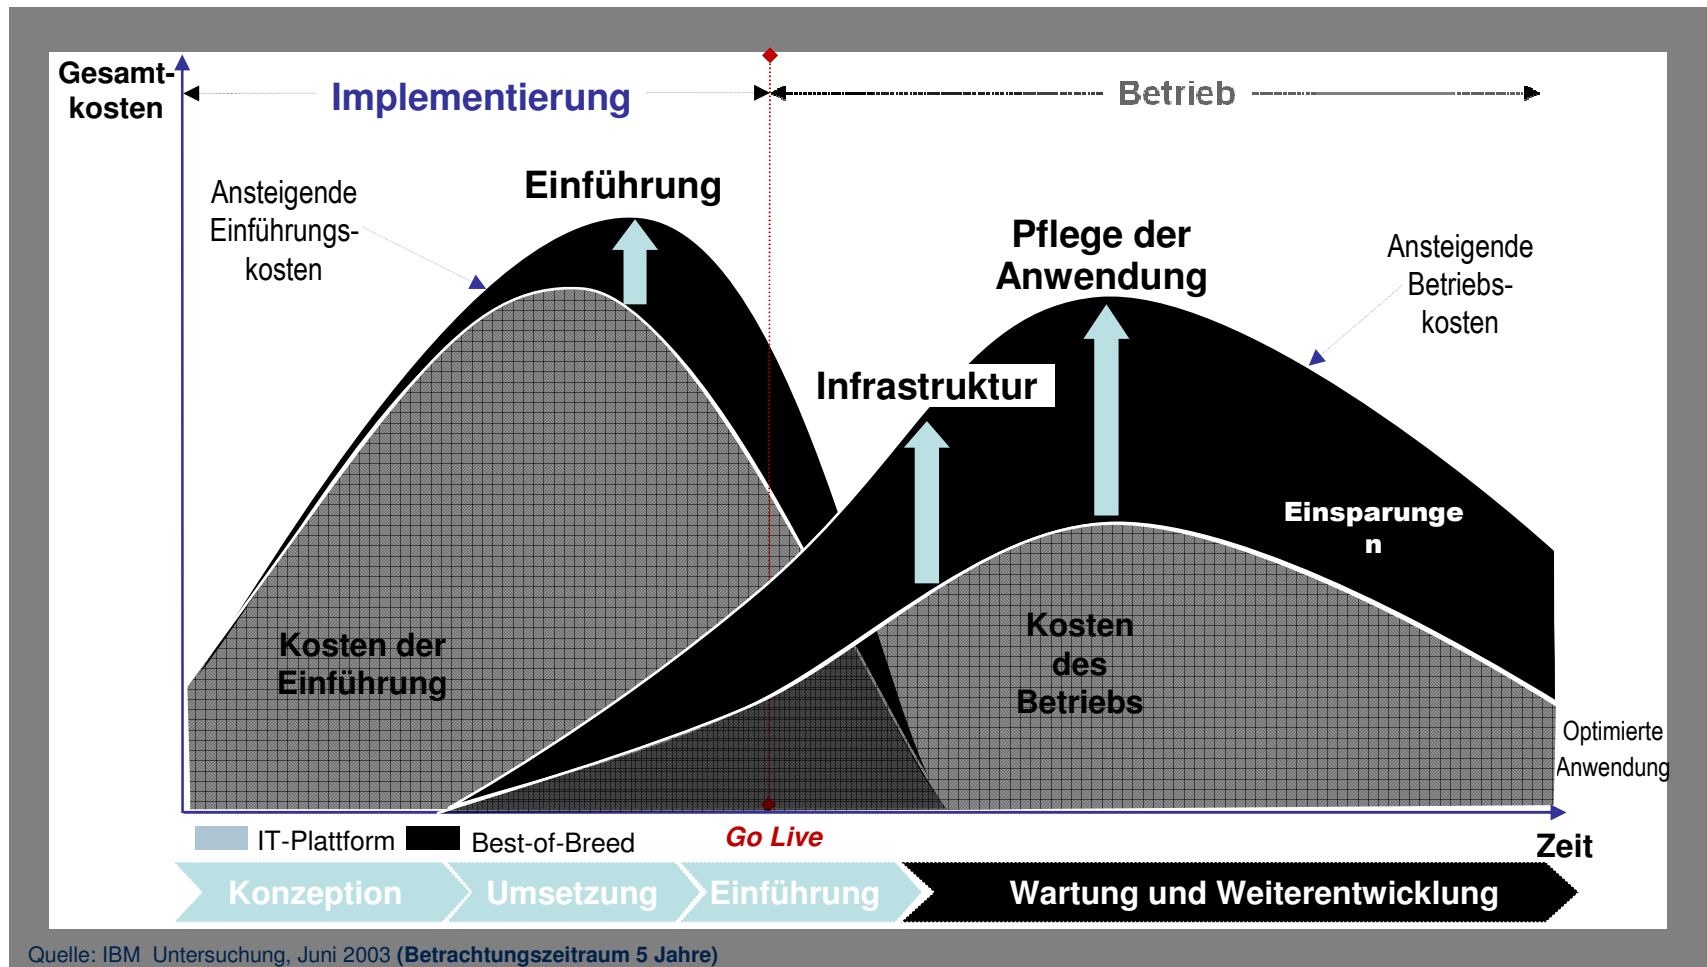 Gesamt-
kosten
Implementierung
Betrieb
Ansteigende
Einführungs-
kosten
Einführung
Pflege der
Anwendung
Ansteigende
Betriebs-
kosten
Infrastruktur
Einsparunge
n
Kosten der
Einführung
Kosten
des
Betriebs
Optimierte
Anwendung
IT-Plattform
Best-of-Breed
Go Live
Zeit
Konzeption
Umsetzung
Einführung
Wartung und Weiterentwicklung
Quelle: IBM Untersuchung, Juni 2003 (Betrachtungszeitraum 5 Jahre)